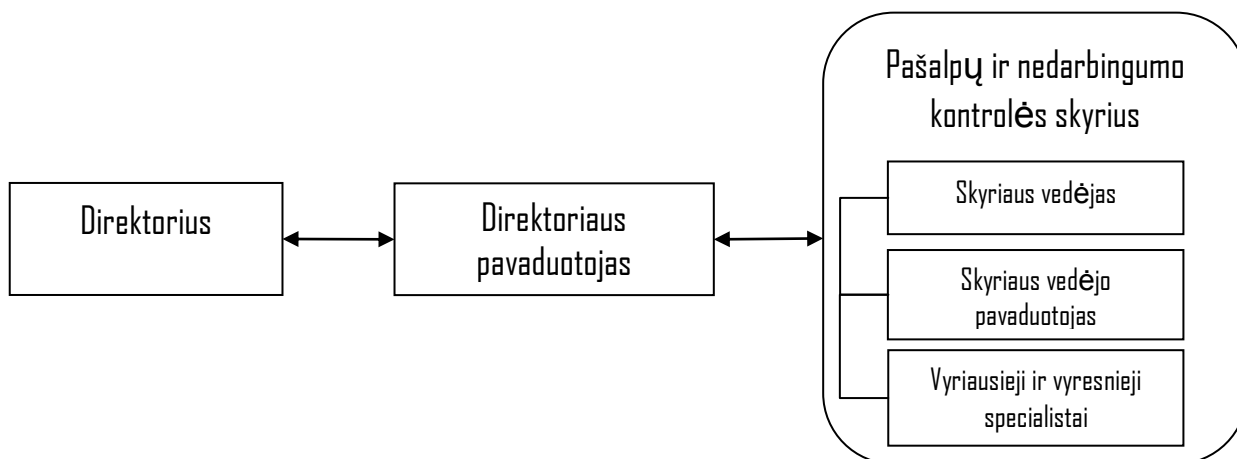 Direktorius
Direktoriaus
pavaduotojas
Pašalpų ir nedarbingumo
kontrolės skyrius
Skyriaus vedėjas
Skyriaus vedėjo
pavaduotojas
Vyriausieji ir vyresnieji
specialistai